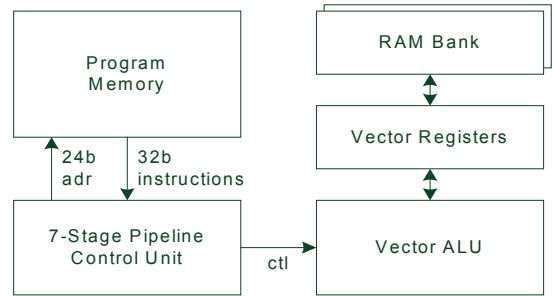 Program
Memory
RAM Bank
Vector Registers
24b
adr
32b
instructions
7-Stage Pipeline
Control Unit
ctl
Vector ALU